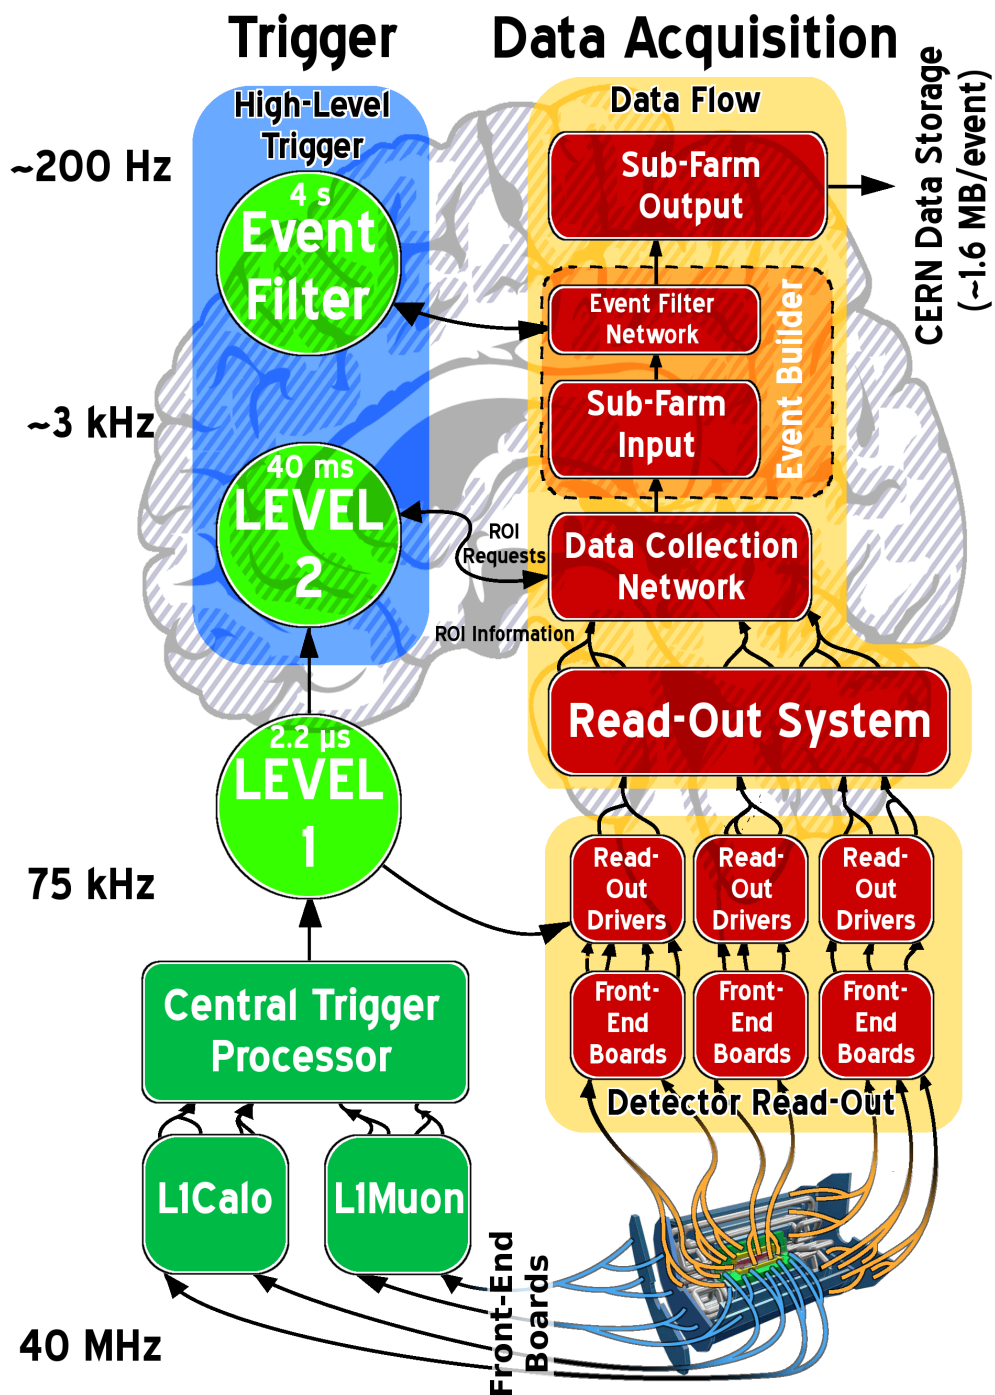 Trigger
Data Acquisition
High-Level
Trigger
Data Flow
~200 Hz
4 s
Event
Filter
Sub-Farm
Output
CERN Data Storage
(~1.6 MB/event)
Event Filter
Network
Event Builder
~3 kHz
Sub-Farm
Input
40 ms
LEVEL
2
ROI
Requests
Data Collection
Network
ROI Information
Read-Out System
2.2 µs
LEVEL
1
75 kHz
Read-
Out
Drivers
Read-
Out
Drivers
Read-
Out
Drivers
Central Trigger
Processor
Front-
End
Boards
Front-
End
Boards
Front-
End
Boards
Detector Read-Out
L1Calo
L1Muon
Front-End
Boards
40 MHz